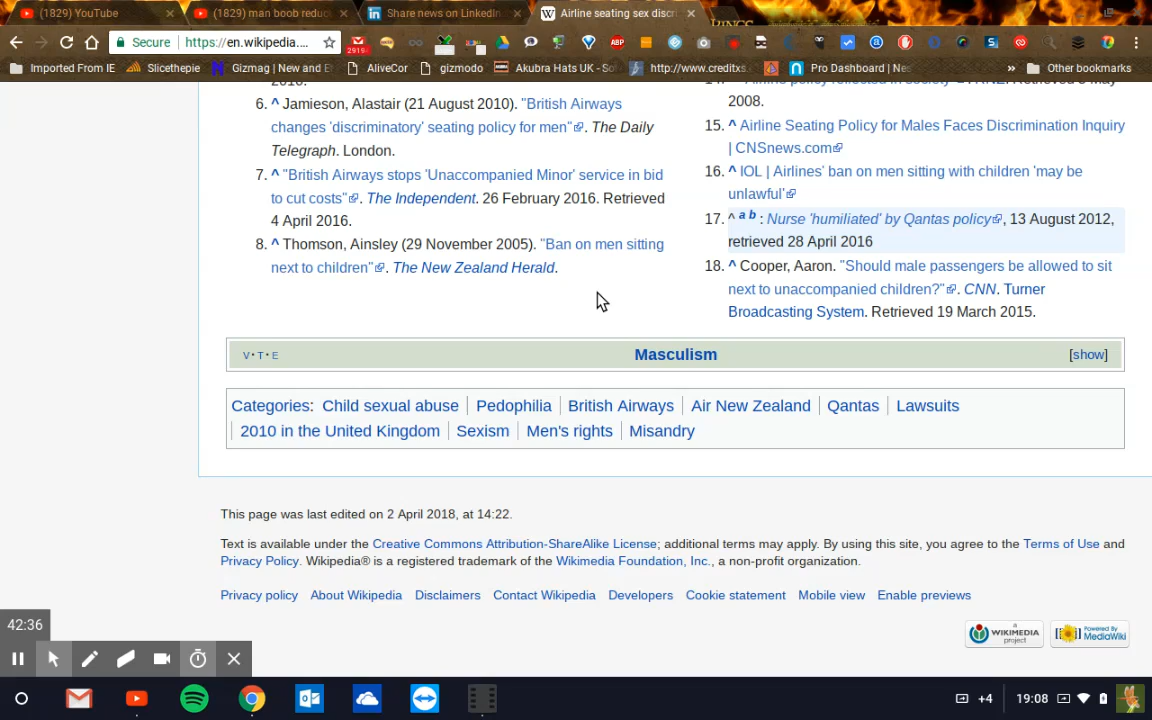 (1829) YouTube
(1829) man boob redu
Share news on LinkedIn
Airline seating sex discri
Secure
https://en.wikipedia....
2919
ABP
Imported From IE
Slicethepie
Gizmag | New and E
AliveCor
gizmodo
Akubra Hats UK - So
http://www.creditxs.
Pro Dashboard | Ne
»
Other bookmarks
6. ^ Jamieson, Alastair (21 August 2010). "British Airways
changes 'discriminatory' seating policy for men". The Daily
Telegraph. London.
7. ^ "British Airways stops 'Unaccompanied Minor' service in bid
to cut costs". The Independent. 26 February 2016. Retrieved
4 April 2016.
8. ^ Thomson, Ainsley (29 November 2005). "Ban on men sitting
next to children". The New Zealand Herald.
2008.
15. ^ Airline Seating Policy for Males Faces Discrimination Inquiry
| CNSnews.com
16. ^ IOL | Airlines' ban on men sitting with children 'may be
unlawful'
17. ^ a b : Nurse 'humiliated' by Qantas policy, 13 August 2012,
retrieved 28 April 2016
18. ^ Cooper, Aaron. "Should male passengers be allowed to sit
next to unaccompanied children?". CNN. Turner
Broadcasting System. Retrieved 19 March 2015.
V • T • E
Masculism
[show]
Categories: Child sexual abuse | Pedophilia | British Airways | Air New Zealand | Qantas | Lawsuits
| 2010 in the United Kingdom | Sexism | Men's rights | Misandry
This page was last edited on 2 April 2018, at 14:22.
Text is available under the Creative Commons Attribution-ShareAlike License; additional terms may apply. By using this site, you agree to the Terms of Use and
Privacy Policy. Wikipedia® is a registered trademark of the Wikimedia Foundation, Inc., a non-profit organization.
Privacy policy About Wikipedia Disclaimers Contact Wikipedia Developers Cookie statement Mobile view Enable previews
a
WIKIMEDIA
project
Powered By
MediaWiki
42:36
+4
19:08